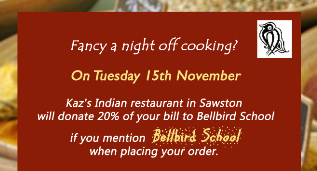 Fancy a night off cooking?
On Tuesday 15th November
Kaz's Indian restaurant in Sawston
will donate 20% of your bill to Bellbird School
if you mention Bellbird School
when placing your order.